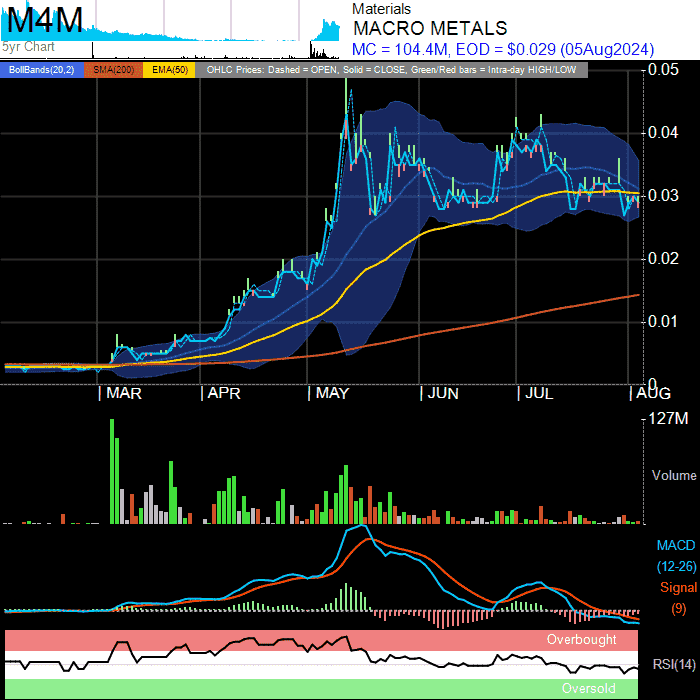 M4M
5yr Chart
Materials
MACRO METALS
MC = 104.4M, EOD = $0.029 (05Aug2024)
BollBands(20,2) SMA(200) EMA(50) OHLC Prices: Dashed = OPEN, Solid = CLOSE, Green/Red bars = Intra-day HIGH/LOW
0.05
0.04
0.03
0.02
0.01
0
| MAR | APR | MAY | JUN | JUL | AUG
127M
Volume
MACD
(12-26)
Signal
(9)
Overbought
RSI(14)
Oversold